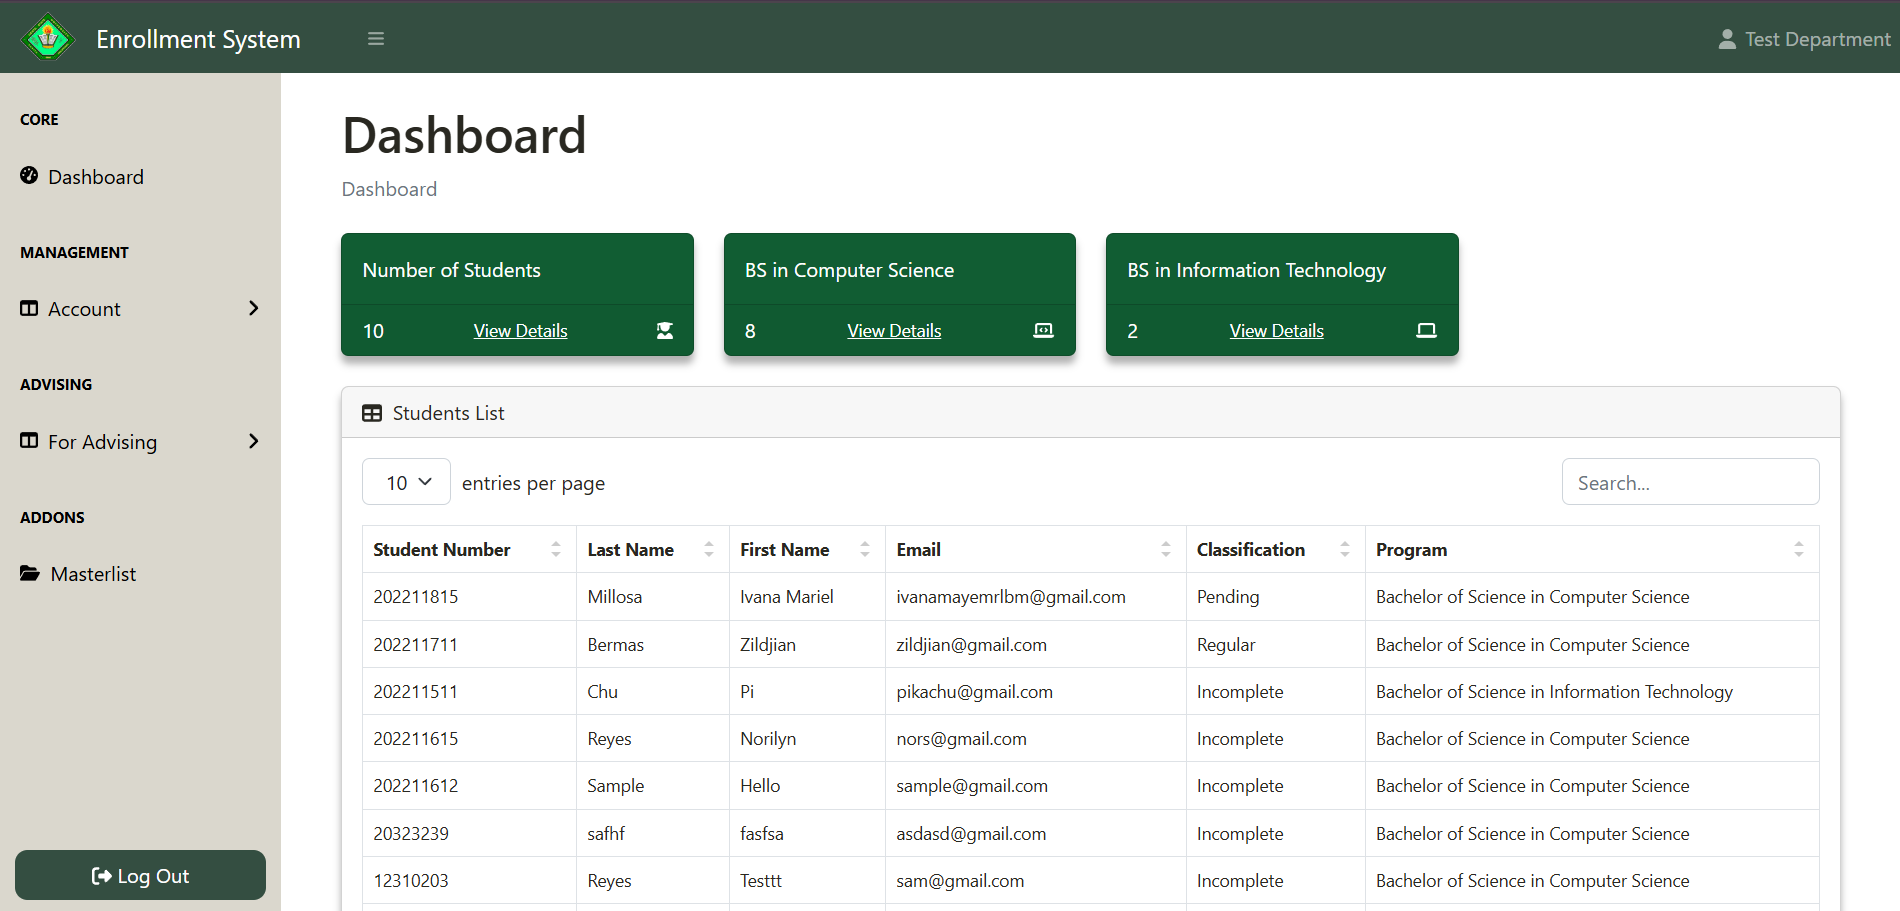 Enrollment System
Test Department
CORE
Dashboard
MANAGEMENT
Account
ADVISING
For Advising
ADDONS
Masterlist
Log Out
Dashboard
Dashboard
Number of Students
10 View Details
BS in Computer Science
8 View Details
BS in Information Technology
2 View Details
Students List
10 entries per page
Search...
Student Number Last Name First Name Email Classification Program
202211815 Millosa Ivana Mariel ivanamayemrlbm@gmail.com Pending Bachelor of Science in Computer Science
202211711 Bermas Zildjian zildjian@gmail.com Regular Bachelor of Science in Computer Science
202211511 Chu Pi pikachu@gmail.com Incomplete Bachelor of Science in Information Technology
202211615 Reyes Norilyn nors@gmail.com Incomplete Bachelor of Science in Computer Science
202211612 Sample Hello sample@gmail.com Incomplete Bachelor of Science in Computer Science
20323239 safhf fasfsa asdasd@gmail.com Incomplete Bachelor of Science in Computer Science
12310203 Reyes Testtt sam@gmail.com Incomplete Bachelor of Science in Computer Science